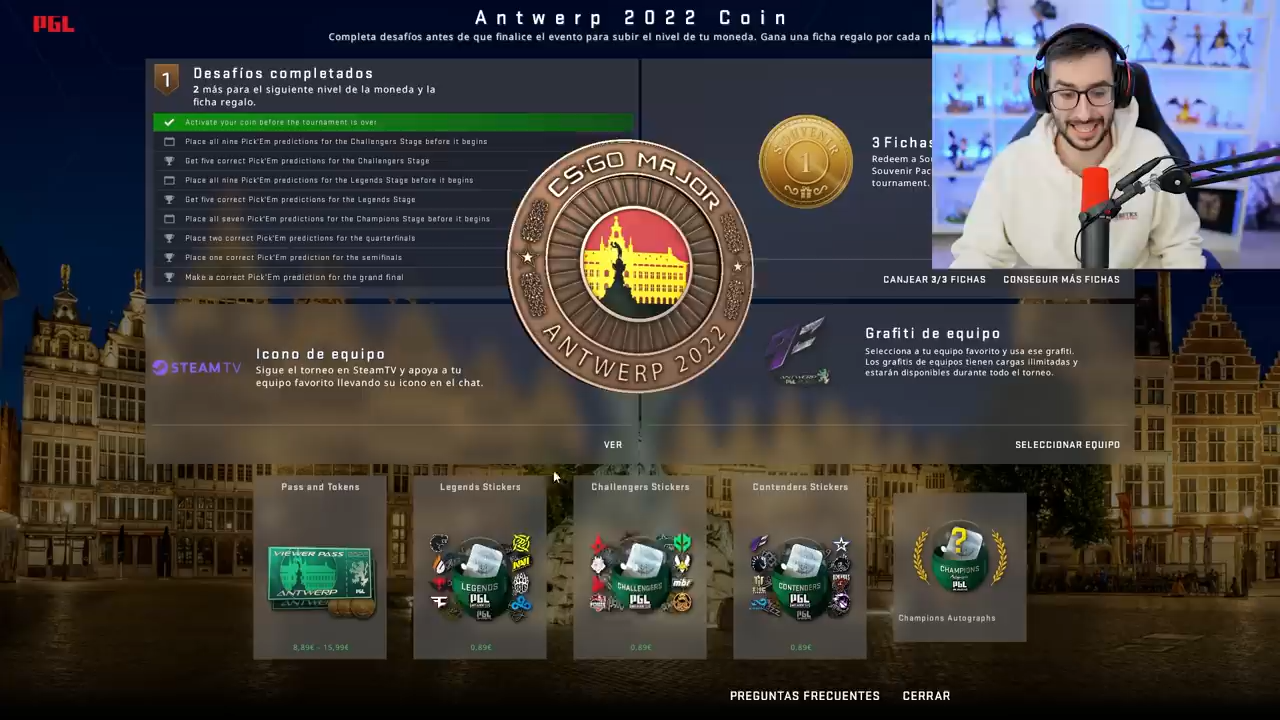 PGL
Antwerp 2022 Coin
Completa desafíos antes de que finalice el evento para subir el nivel de tu moneda. Gana una ficha regalo por cada
1
Desafíos completados
2 más para el siguiente nivel de la moneda y la
ficha regalo.
Activate your coin before the tournament is over
Place all nine Pick'Em predictions for the Challengers Stage before it begins
Get five correct Pick'Em predictions for the Challengers Stage
Place all nine Pick'Em predictions for the Legends Stage before it begins
Get five correct Pick'Em predictions for the Legends Stage
Place all seven Pick'Em predictions for the Champions Stage before it begins
Place two correct Pick'Em predictions for the quarterfinals
Place one correct Pick'Em predictions for the semifinals
Make a correct Pick'Em prediction for the grand final
CS:GO MAJOR
ANTWERP 2022
SOUVENIR
1
3 Fichas
Redeem a
Souvenir
tournament.
CANJEAR 3/3 FICHAS
CONSEGUIR MÁS FICHAS
STEAMTV
Icono de equipo
Sigue el torneo en SteamTV y apoya a tu
equipo favorito llevando su icono en el chat.
VER
ANTWERP
Grafiti de equipo
Selecciona a tu equipo favorito y usa ese grafiti.
Los grafitis de equipos tienen cargas ilimitadas y
estarán disponibles durante todo el torneo.
SELECCIONAR EQUIPO
Pass and Tokens
VIEWER PASS
ANTWERP
8,89€ - 15,99€
Legends Stickers
LEGENDS
PGL
0,89€
Challengers Stickers
CHALLENGERS
PGL
0,89€
Contenders Stickers
CONTENDERS
PGL
0,89€
?
CHAMPIONS
PGL
Champions Autographs
PREGUNTAS FRECUENTES
CERRAR